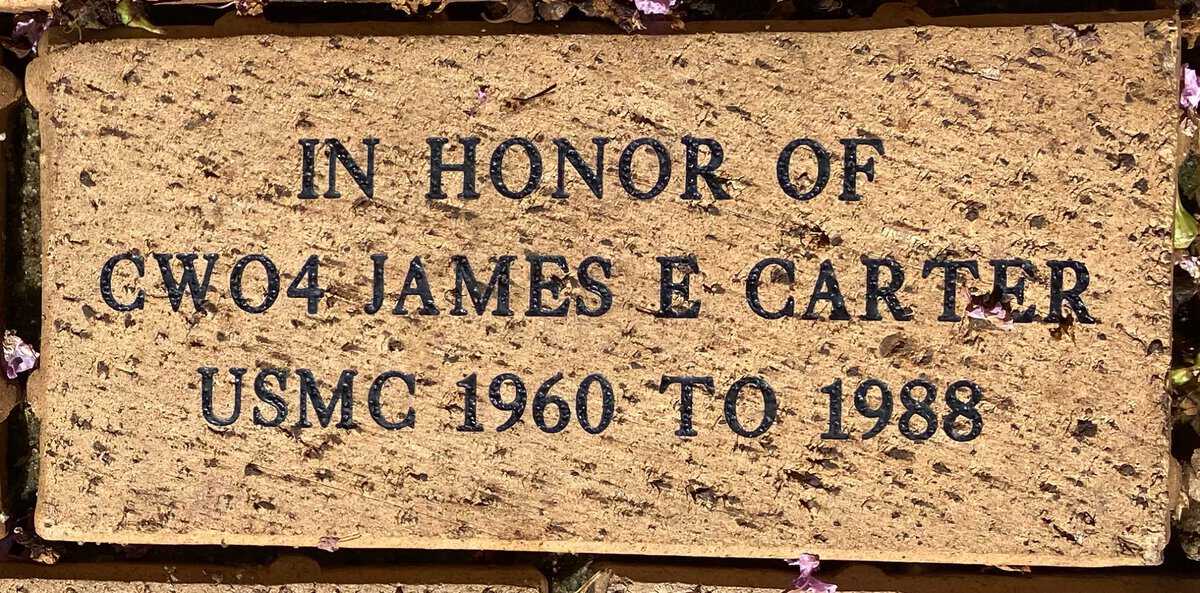 IN HONOR OF
CWO4 JAMES E CARTER
USMC 1960 TO 1988